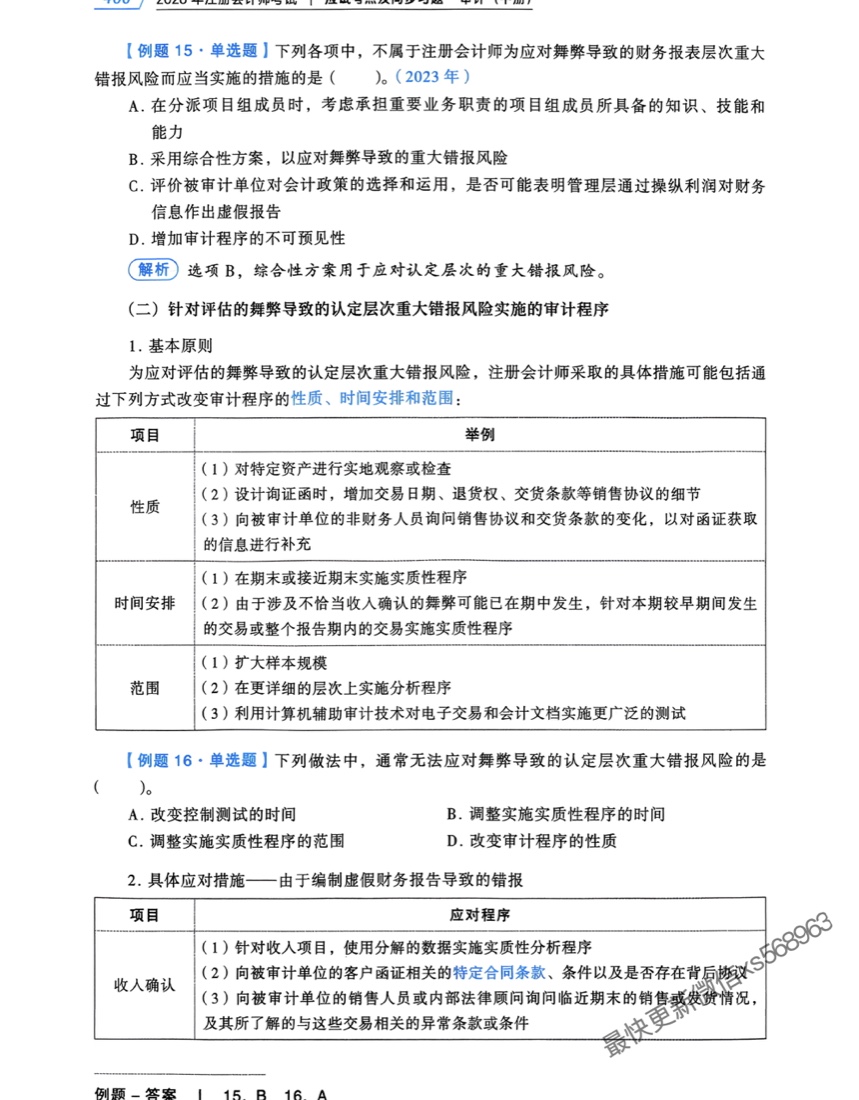 【例题 15·单选题】下列各项中，不属于注册会计师为应对舞弊导致的财务报表层次重大
错报风险而应当实施的措施的是（　　）。（2023 年）
A. 在分派项目组成员时，考虑承担重要业务职责的项目组成员所具备的知识、技能和
能力
B. 采用综合性方案，以应对舞弊导致的重大错报风险
C. 评价被审计单位对会计政策的选择和运用，是否可能表明管理层通过操纵利润对财务
信息作出虚假报告
D. 增加审计程序的不可预见性
解析 选项 B，综合性方案用于应对认定层次的重大错报风险。
（二）针对评估的舞弊导致的认定层次重大错报风险实施的审计程序
1. 基本原则
为应对评估的舞弊导致的认定层次重大错报风险，注册会计师采取的具体措施可能包括通
过下列方式改变审计程序的性质、时间安排和范围：
项目 举例
性质
（1）对特定资产进行实地观察或检查
（2）设计询证函时，增加交易日期、退货权、交货条款等销售协议的细节
（3）向被审计单位的非财务人员询问销售协议和交货条款的变化，以对函证获取
的信息进行补充
时间安排
（1）在期末或接近期末实施实质性程序
（2）由于涉及不恰当收入确认的舞弊可能已在期中发生，针对本期较早期间发生
的交易或整个报告期内的交易实施实质性程序
范围
（1）扩大样本规模
（2）在更详细的层次上实施分析程序
（3）利用计算机辅助审计技术对电子交易和会计文档实施更广泛的测试
【例题 16·单选题】下列做法中，通常无法应对舞弊导致的认定层次重大错报风险的是
（　　）。
A. 改变控制测试的时间 B. 调整实施实质性程序的时间
C. 调整实施实质性程序的范围 D. 改变审计程序的性质
2. 具体应对措施——由于编制虚假财务报告导致的错报
项目 应对程序
收入确认
（1）针对收入项目，使用分解的数据实施实质性分析程序
（2）向被审计单位的客户函证相关的特定合同条款、条件以及是否存在背后协议
（3）向被审计单位的销售人员或内部法律顾问询问临近期末的销售或发货情况，
及其所了解的与这些交易相关的异常条款或条件
最快更新微信xs568963
例题－答案 | 15. B 16. A